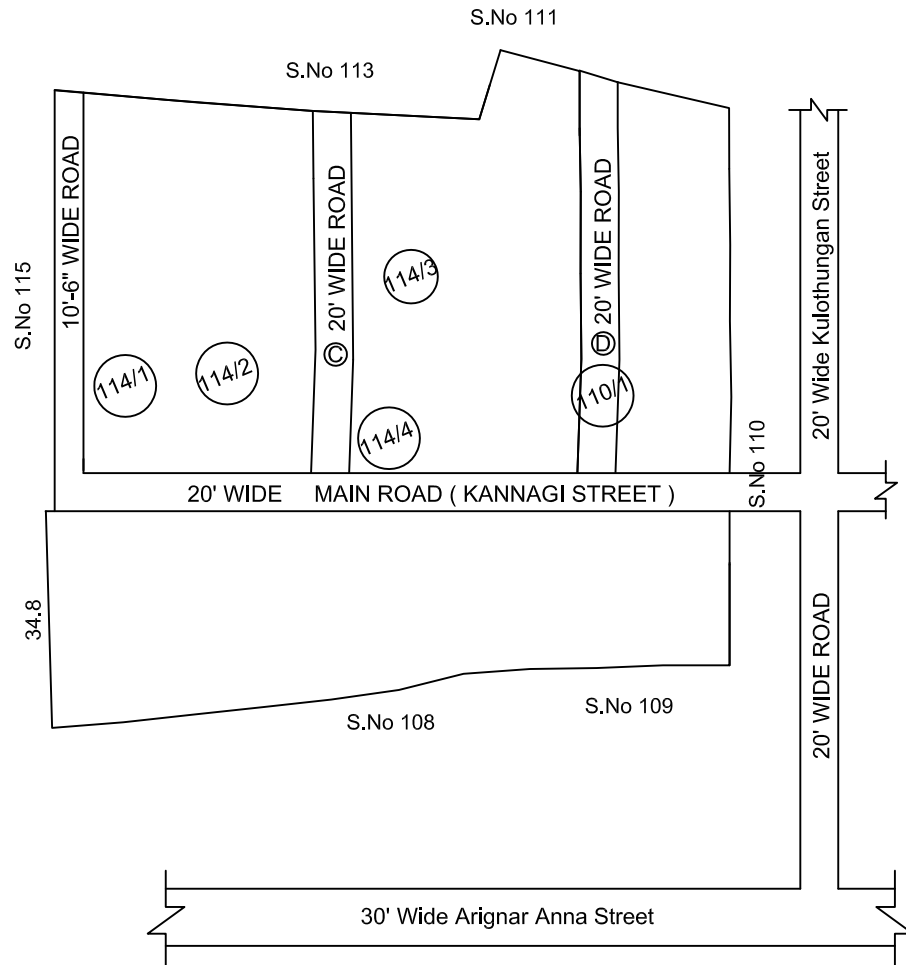 S.No 111
S.No 113
10'-6" WIDE ROAD
20' WIDE ROAD
20' WIDE ROAD
20' Wide Kulothungan Street
S.No 115
114/3
C
D
114/1
114/2
110/1
114/4
S.No 110
20' WIDE MAIN ROAD ( KANNAGI STREET )
34.8
20' WIDE ROAD
S.No 108
S.No 109
30' Wide Arignar Anna Street